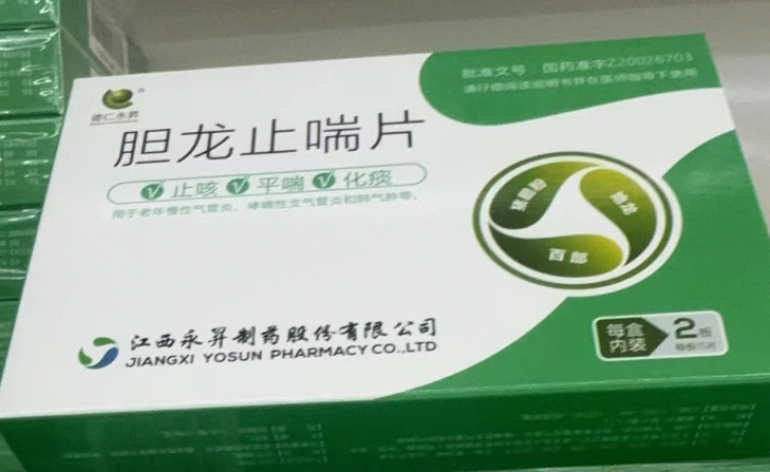 批准文号 国药准字Z20026703
请仔细阅读说明书并在医师指导下使用
德仁永昇
胆龙止喘片
止咳 平喘 化痰
用于老年慢性气管炎、哮喘性支气管炎和肺气肿等。
地龙
百部
江西永昇制药股份有限公司
JIANGXI YOSUN PHARMACY CO.,LTD
每盒
内装
2板